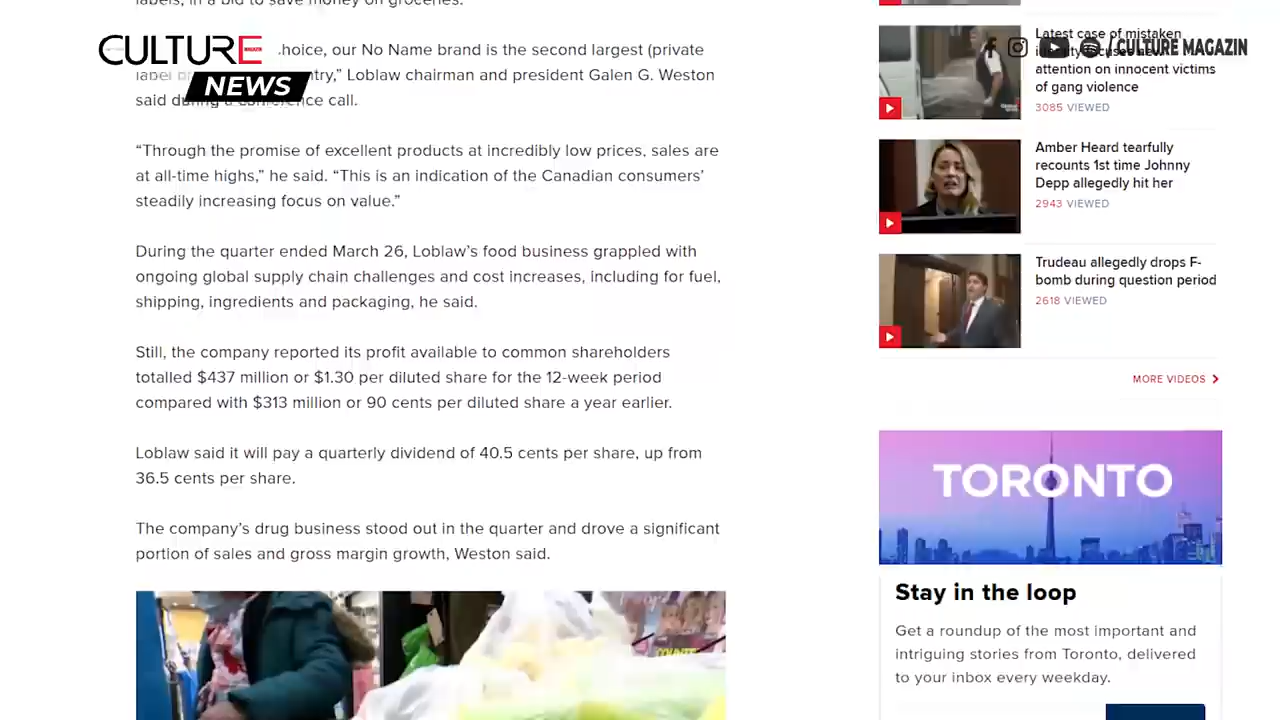 labels, in a bid to save money on groceries.
CULTURE
NEWS
hoice, our No Name brand is the second largest (private
label try,” Loblaw chairman and president Galen G. Weston
said during a conference call.
“Through the promise of excellent products at incredibly low prices, sales are
at all-time highs,” he said. “This is an indication of the Canadian consumers’
steadily increasing focus on value.”
During the quarter ended March 26, Loblaw’s food business grappled with
ongoing global supply chain challenges and cost increases, including for fuel,
shipping, ingredients and packaging, he said.
Still, the company reported its profit available to common shareholders
totalled $437 million or $1.30 per diluted share for the 12-week period
compared with $313 million or 90 cents per diluted share a year earlier.
Loblaw said it will pay a quarterly dividend of 40.5 cents per share, up from
36.5 cents per share.
The company’s drug business stood out in the quarter and drove a significant
portion of sales and gross margin growth, Weston said.
/ CULTURE MAGAZIN
Latest case of mistaken
identity focuses new
attention on innocent victims
of gang violence
3085 VIEWED
Amber Heard tearfully
recounts 1st time Johnny
Depp allegedly hit her
2943 VIEWED
Trudeau allegedly drops F-
bomb during question period
2618 VIEWED
MORE VIDEOS
TORONTO
Stay in the loop
Get a roundup of the most important and
intriguing stories from Toronto, delivered
to your inbox every weekday.